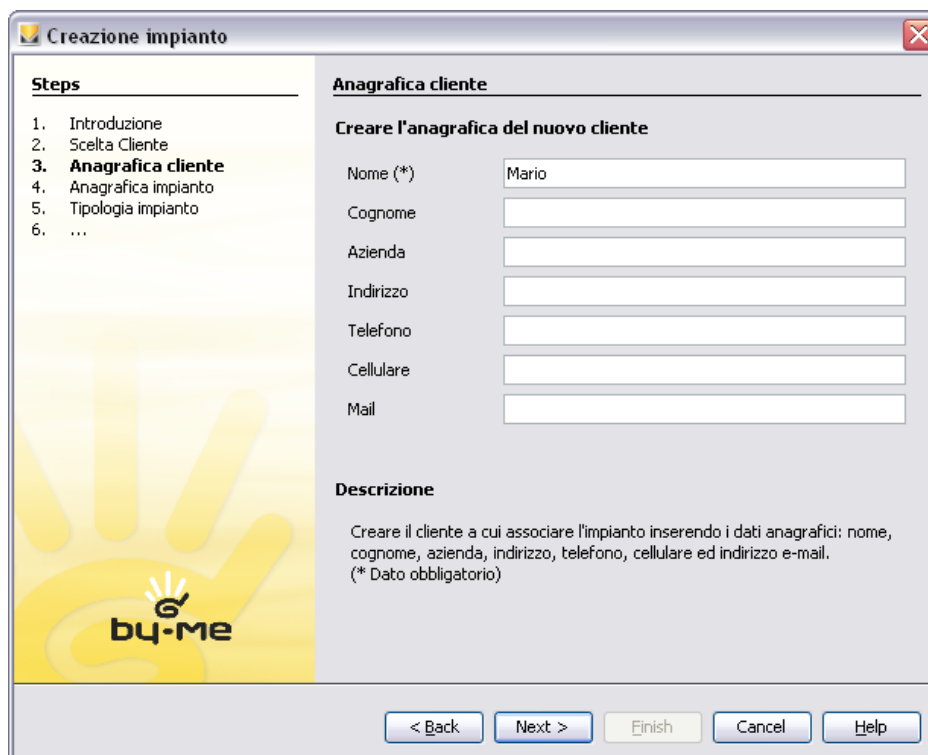 Creazione impianto
Steps
1. Introduzione
2. Scelta Cliente
3. Anagrafica cliente
4. Anagrafica impianto
5. Tipologia impianto
6. ...
by-me
Anagrafica cliente
Creare l'anagrafica del nuovo cliente
Nome (*) Mario
Cognome
Azienda
Indirizzo
Telefono
Cellulare
Mail
Descrizione
Creare il cliente a cui associare l'impianto inserendo i dati anagrafici: nome,
cognome, azienda, indirizzo, telefono, cellulare ed indirizzo e-mail.
(* Dato obbligatorio)
< Back Next > Finish Cancel Help